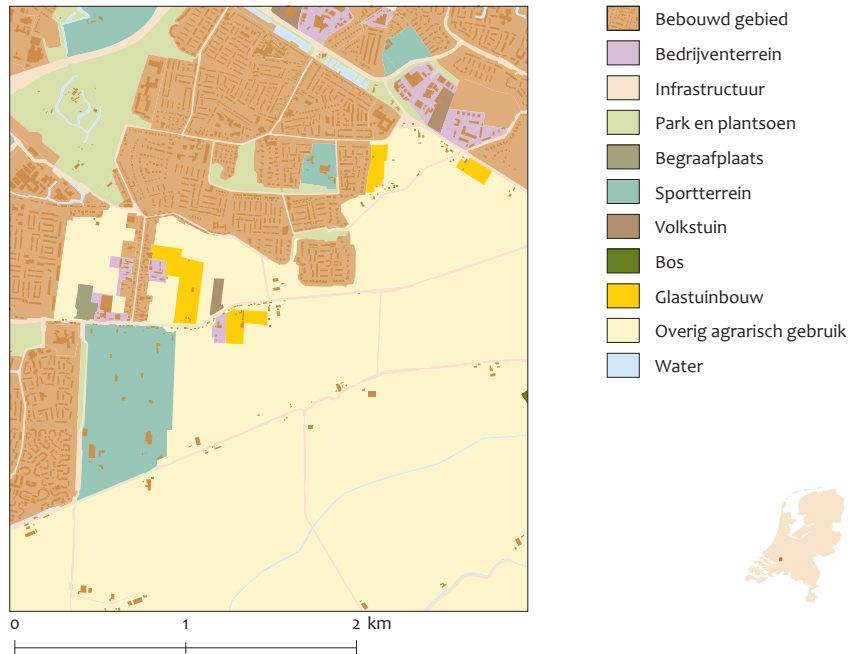 Bebouwd gebied
Bedrijventerrein
Infrastructuur
Park en plantsoen
Begraafplaats
Sportterrein
Volkstuin
Bos
Glastuinbouw
Overig agrarisch gebruik
Water
0 1 2 km